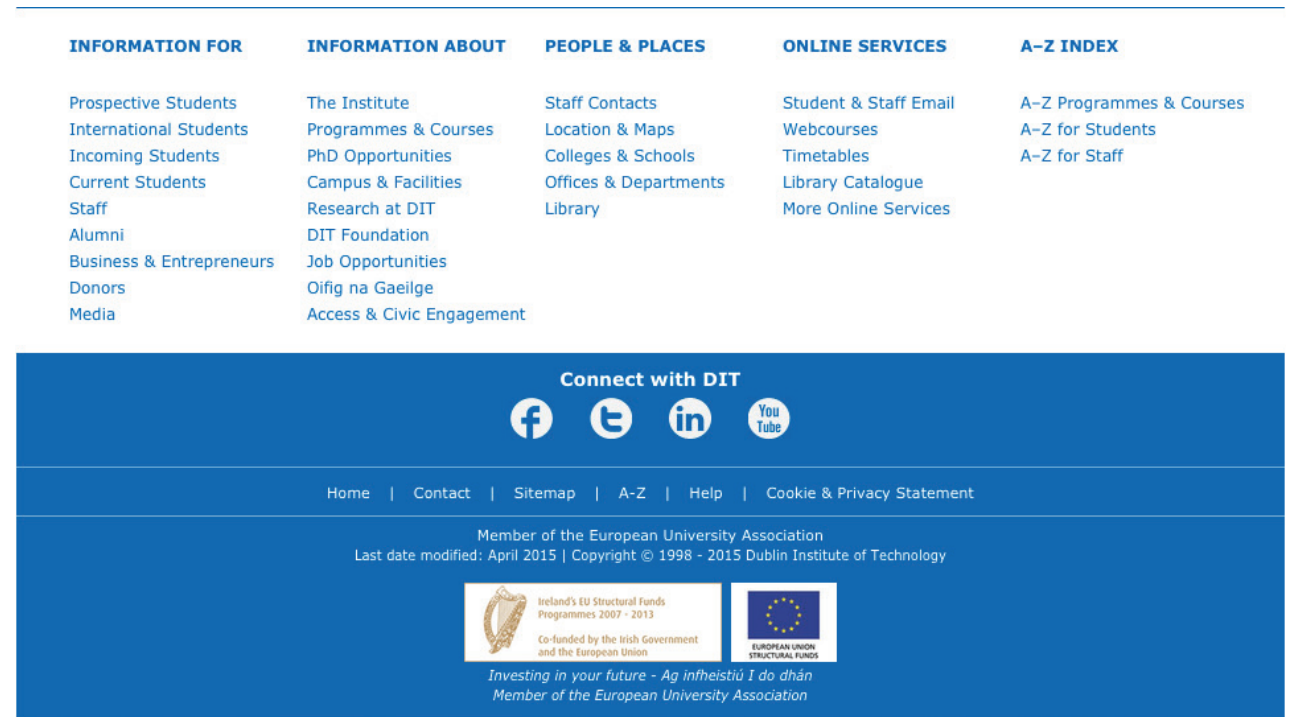 INFORMATION FOR
Prospective Students
International Students
Incoming Students
Current Students
Staff
Alumni
Business & Entrepreneurs
Donors
Media
INFORMATION ABOUT
The Institute
Programmes & Courses
PhD Opportunities
Campus & Facilities
Research at DIT
DIT Foundation
Job Opportunities
Oifig na Gaeilge
Access & Civic Engagement
PEOPLE & PLACES
Staff Contacts
Location & Maps
Colleges & Schools
Offices & Departments
Library
ONLINE SERVICES
Student & Staff Email
Webcourses
Timetables
Library Catalogue
More Online Services
A–Z INDEX
A–Z Programmes & Courses
A–Z for Students
A–Z for Staff
Connect with DIT
f t in You
Tube
Home | Contact | Sitemap | A-Z | Help | Cookie & Privacy Statement
Member of the European University Association
Last date modified: April 2015 | Copyright © 1998 - 2015 Dublin Institute of Technology
Ireland's EU Structural Funds
Programmes 2007 - 2013
Co-funded by the Irish Government
and the European Union
EUROPEAN UNION
STRUCTURAL FUNDS
Investing in your future - Ag infheistiú I do dhán
Member of the European University Association